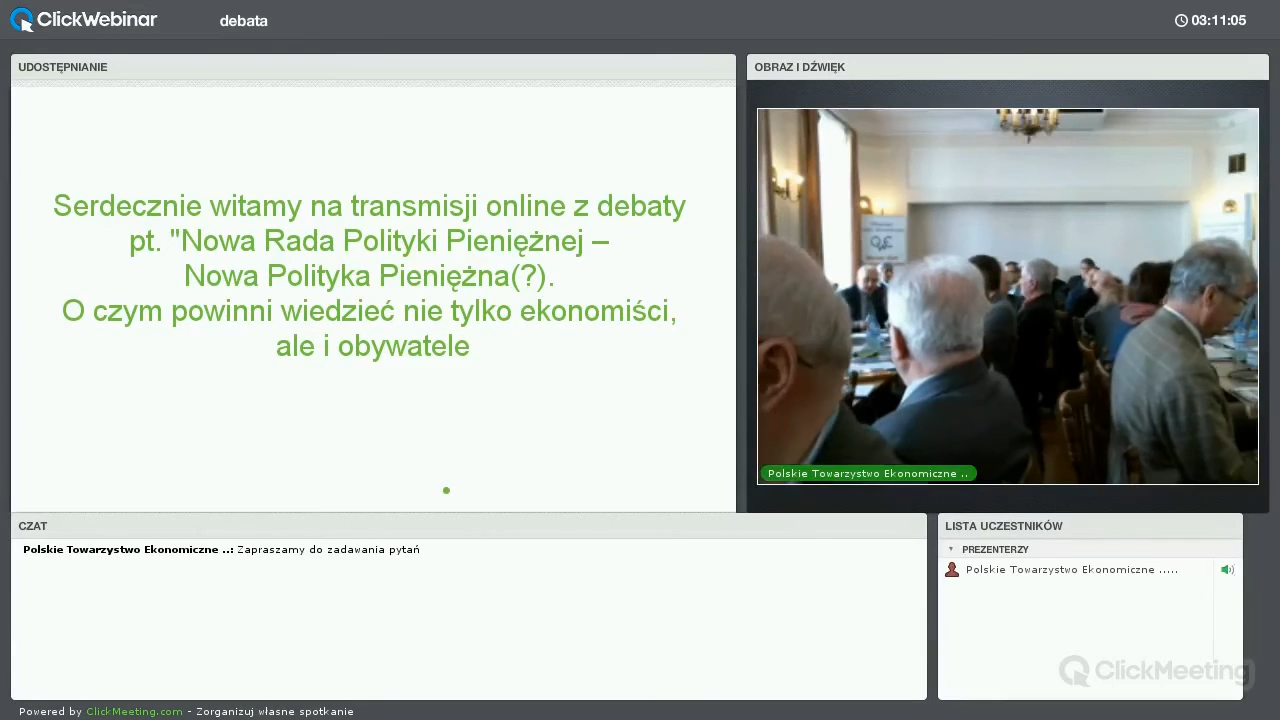 ClickWebinar
debata
03:11:05
UDOSTĘPNIANIE
OBRAZ I DŹWIĘK
Serdecznie witamy na transmisji online z debaty
pt. "Nowa Rada Polityki Pieniężnej –
Nowa Polityka Pieniężna(?).
O czym powinni wiedzieć nie tylko ekonomiści,
ale i obywatele
Polskie Towarzystwo Ekonomiczne ..
CZAT
Polskie Towarzystwo Ekonomiczne ..: Zapraszamy do zadawania pytań
LISTA UCZESTNIKÓW
PREZENTERZY
Polskie Towarzystwo Ekonomiczne .....
ClickMeeting
Powered by ClickMeeting.com - Zorganizuj własne spotkanie